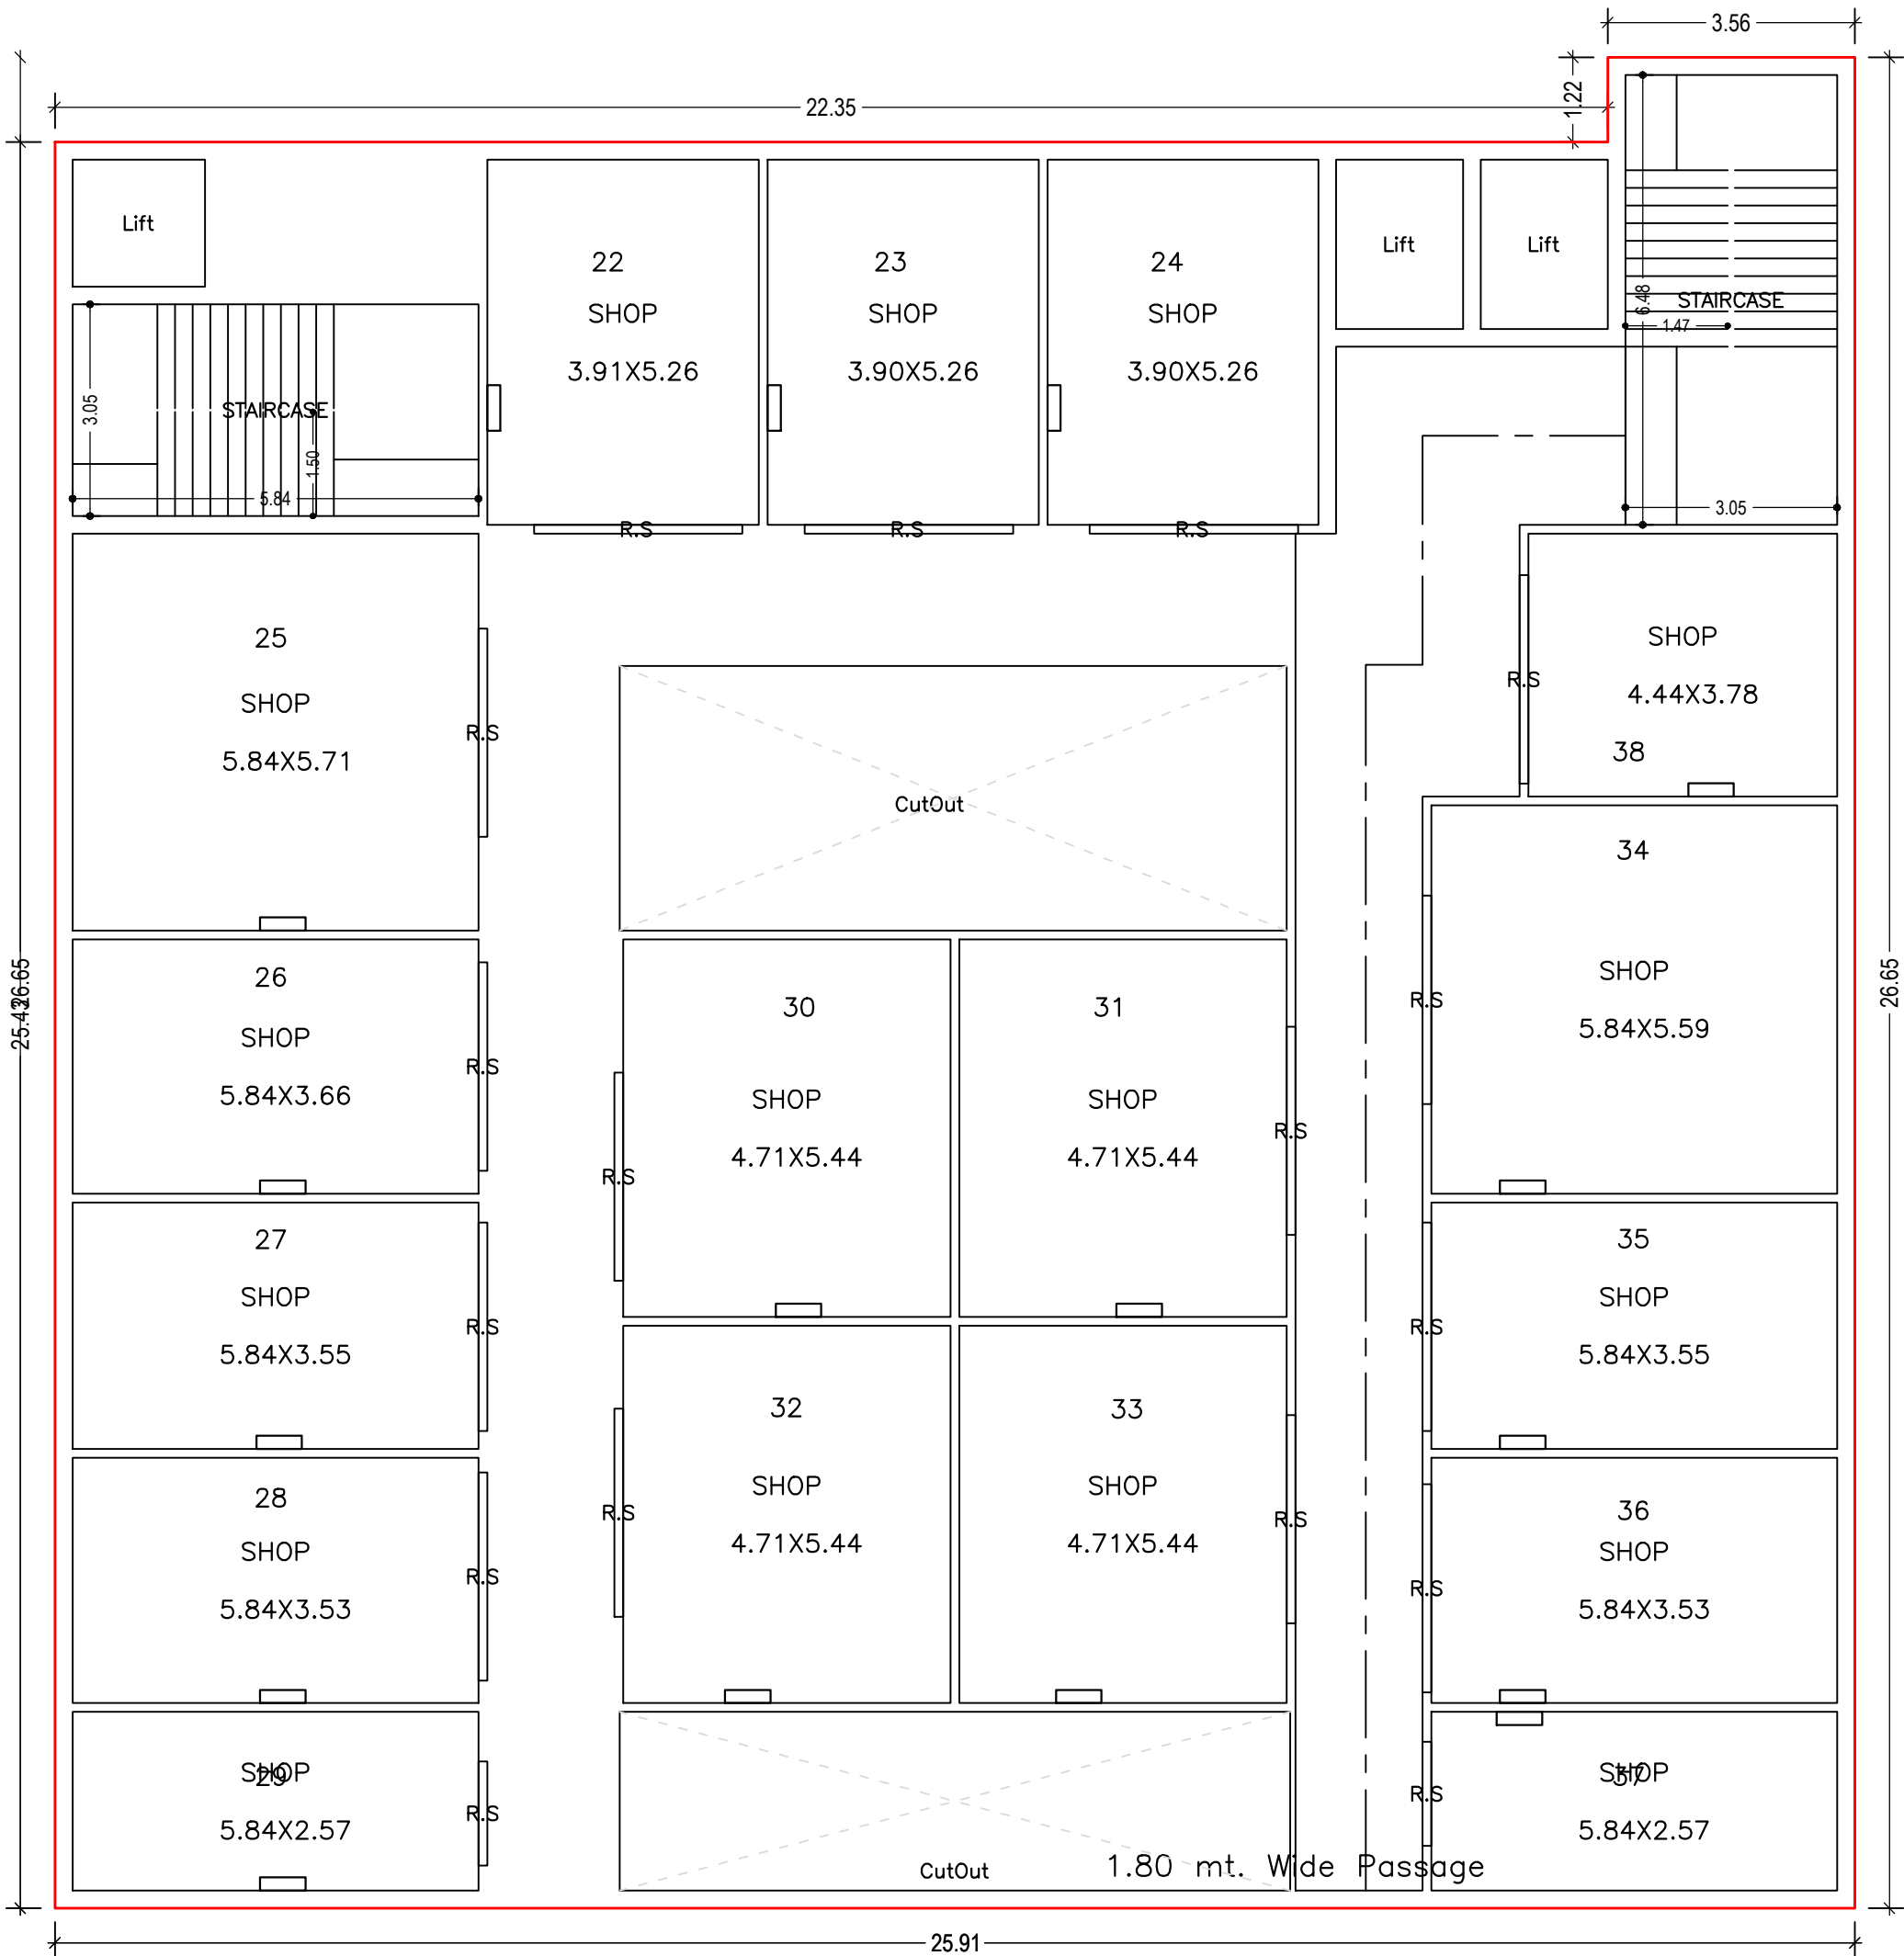 3.56
22.35
1.22
Lift
22
SHOP
3.91X5.26
23
SHOP
3.90X5.26
24
SHOP
3.90X5.26
Lift
Lift
STAIRCASE
6.48
1.47
3.05
STAIRCASE
3.05
1.50
5.84
R.S
R.S
R.S
25
SHOP
5.84X5.71
R.S
CutOut
SHOP
4.44X3.78
38
R.S
26
SHOP
5.84X3.66
R.S
30
SHOP
4.71X5.44
R.S
31
SHOP
4.71X5.44
R.S
34
SHOP
5.84X5.59
R.S
26.65
25.43
26.65
27
SHOP
5.84X3.55
R.S
35
SHOP
5.84X3.55
R.S
28
SHOP
5.84X3.53
R.S
32
SHOP
4.71X5.44
R.S
33
SHOP
4.71X5.44
R.S
36
SHOP
5.84X3.53
R.S
29
SHOP
5.84X2.57
R.S
CutOut
1.80 mt. Wide Passage
37
SHOP
5.84X2.57
R.S
25.91